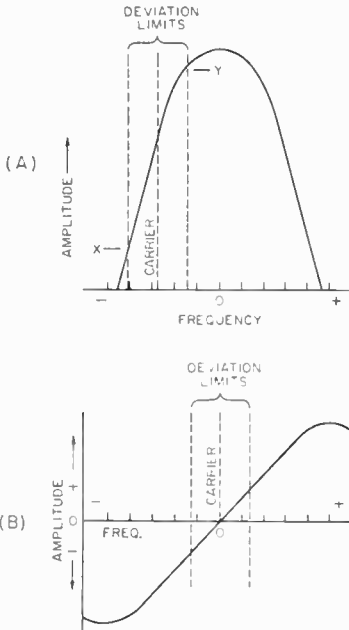 DEVIATION
LIMITS
Y
(A)
AMPLITUDE
X
CARRIER
− 0 +
FREQUENCY
DEVIATION
LIMITS
AMPLITUDE
+
CARRIER
− +
(B)
0
FREQ.
0
−